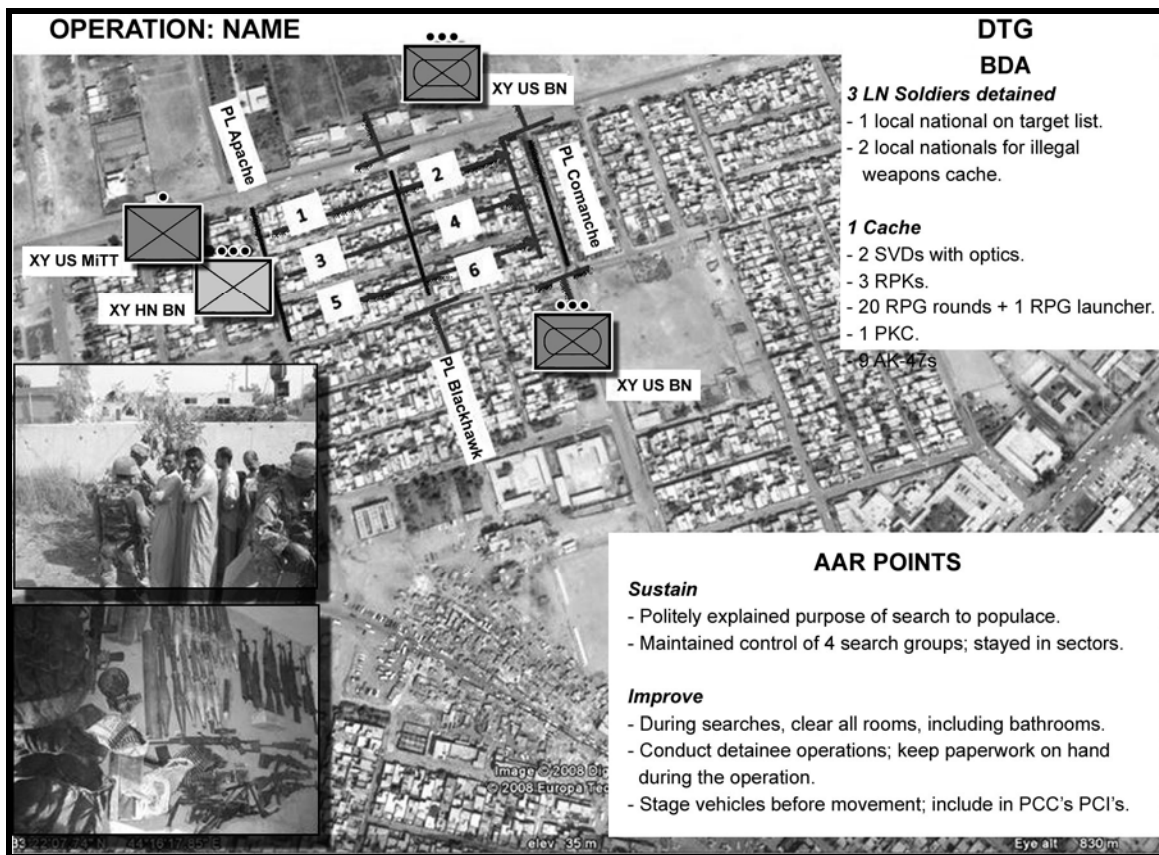 OPERATION: NAME
DTG
BDA
3 LN Soldiers detained
- 1 local national on target list.
- 2 local nationals for illegal
weapons cache.
1 Cache
- 2 SVDs with optics.
- 3 RPKs.
- 20 RPG rounds + 1 RPG launcher.
- 1 PKC.
- 9 AK-47s
XY US BN
PL Apache
PL Comanche
1
2
3
4
5
6
XY US MiTT
XY HN BN
XY US BN
PL Blackhawk
AAR POINTS
Sustain
- Politely explained purpose of search to populace.
- Maintained control of 4 search groups; stayed in sectors.
Improve
- During searches, clear all rooms, including bathrooms.
- Conduct detainee operations; keep paperwork on hand
during the operation.
- Stage vehicles before movement; include in PCC's PCI's.
Image © 2008 Di
© 2008 Europa Tec
elev 35 m
Eye alt 830 m